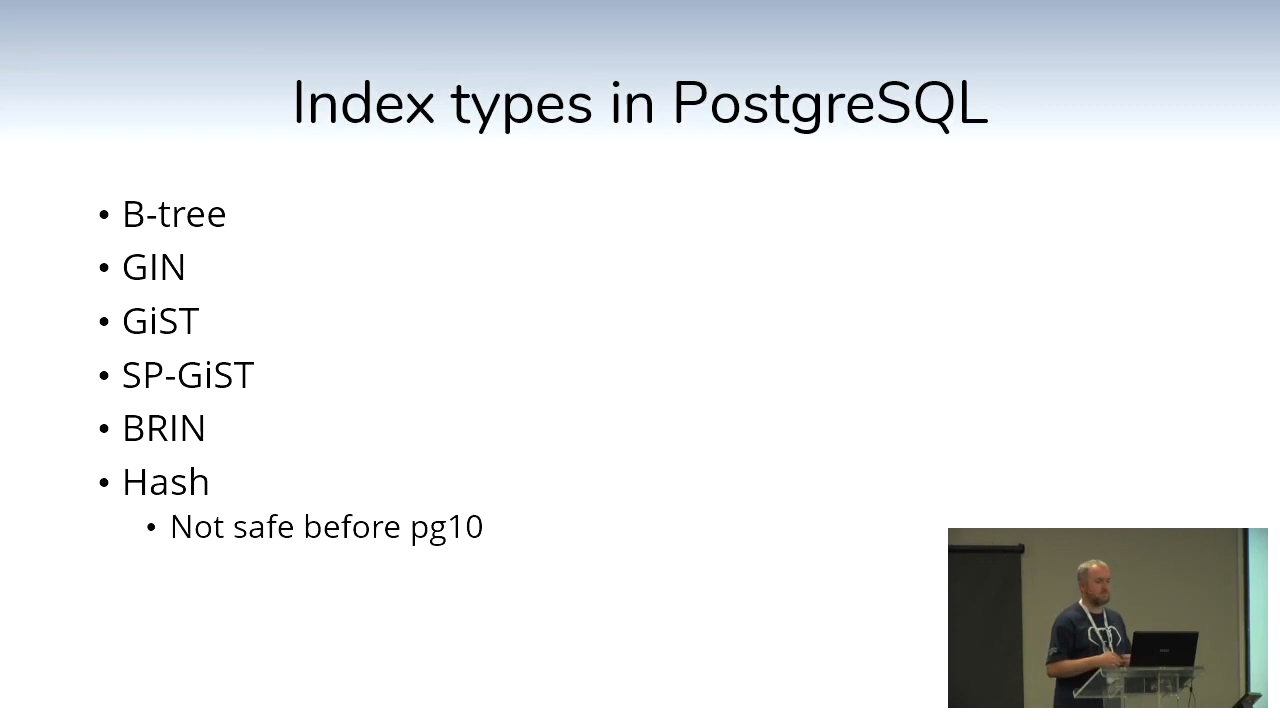 Index types in PostgreSQL
• B-tree
• GIN
• GiST
• SP-GiST
• BRIN
• Hash
• Not safe before pg10